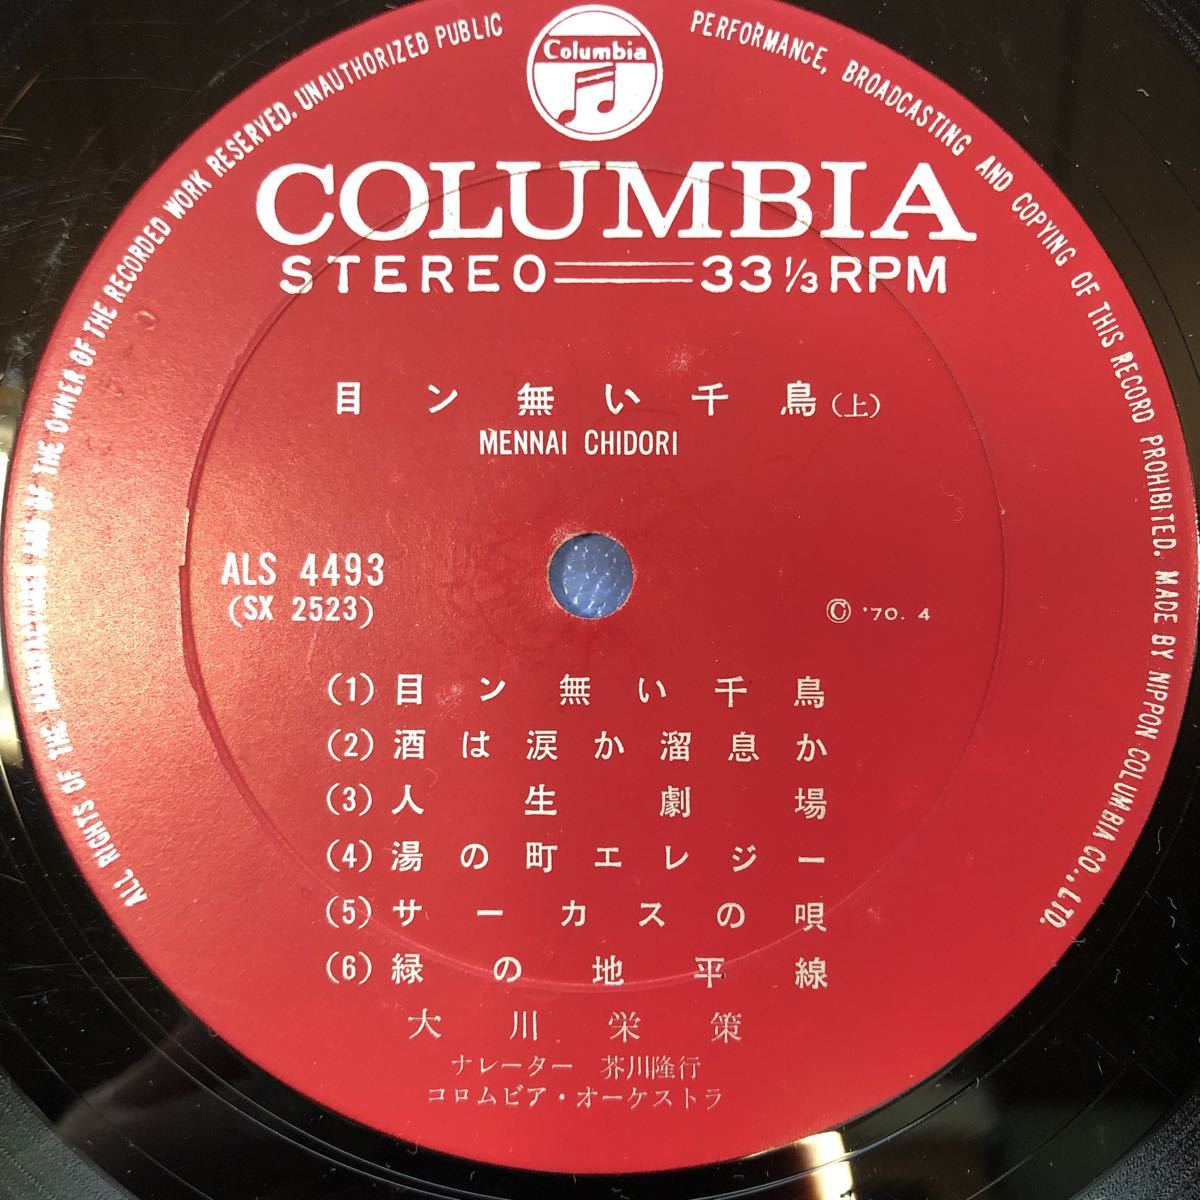 Columbia
COLUMBIA
STEREO 33 1/3 RPM
目ン無い千鳥(上)
MENNAI CHIDORI
ALS 4493
(SX 2523)
Ⓒ '70. 4
(1) 目ン無い千鳥
(2) 酒は涙か溜息か
(3) 人生劇場
(4) 湯の町エレジー
(5) サーカスの唄
(6) 緑の地平線
大川栄策
ナレーター 芥川隆行
コロムビア・オーケストラ
ALL RIGHTS OF THE MANUFACTURER AND OF THE OWNER OF THE RECORDED WORK RESERVED. UNAUTHORIZED PUBLIC PERFORMANCE, BROADCASTING AND COPYING OF THIS RECORD PROHIBITED. MADE BY NIPPON COLUMBIA CO., LTD.